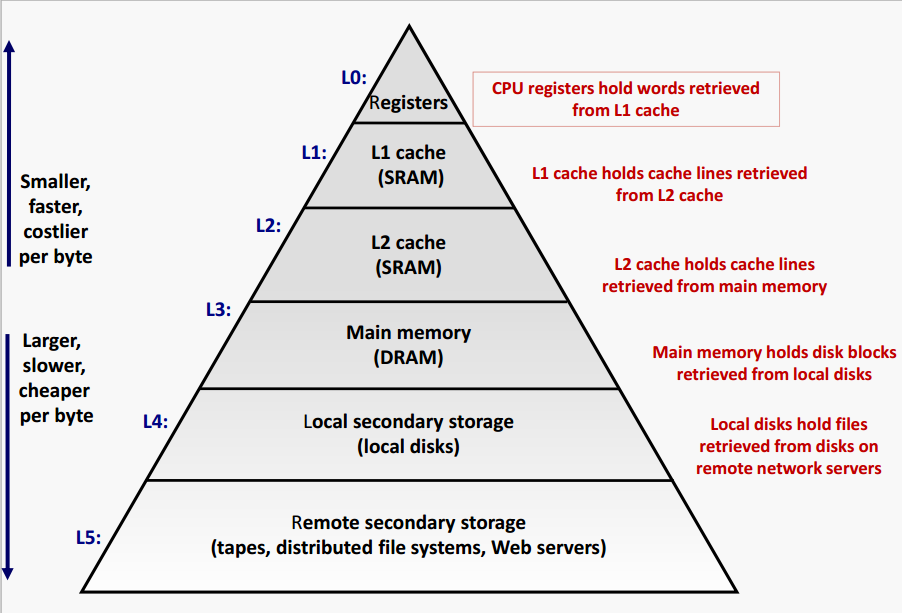 L0:
Registers
CPU registers hold words retrieved
from L1 cache
L1:
L1 cache
(SRAM)
L1 cache holds cache lines retrieved
from L2 cache
Smaller,
faster,
costlier
per byte
L2:
L2 cache
(SRAM)
L2 cache holds cache lines
retrieved from main memory
L3:
Main memory
(DRAM)
Larger,
slower,
cheaper
per byte
Main memory holds disk blocks
retrieved from local disks
L4:
Local secondary storage
(local disks)
Local disks hold files
retrieved from disks on
remote network servers
L5:
Remote secondary storage
(tapes, distributed file systems, Web servers)